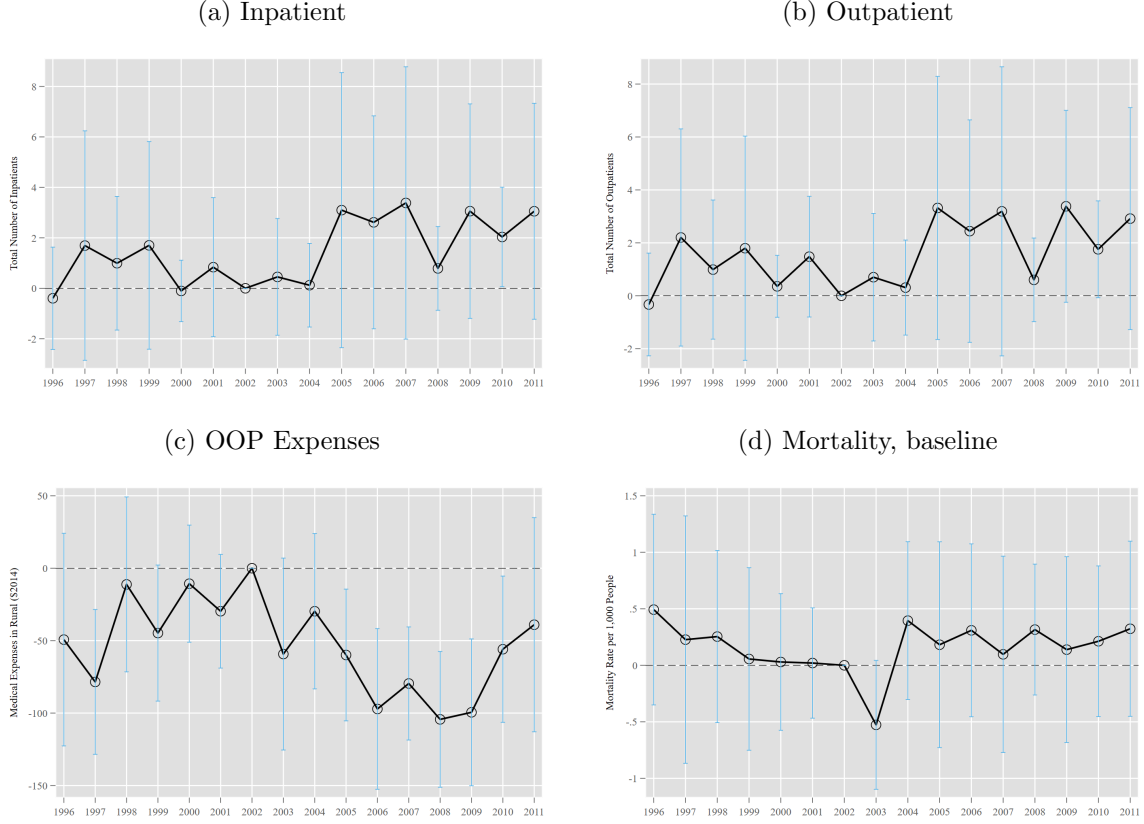 (a) Inpatient
Total Number of Inpatients
8
6
4
2
0
-2
1996 1997 1998 1999 2000 2001 2002 2003 2004 2005 2006 2007 2008 2009 2010 2011
(b) Outpatient
Total Number of Outpatients
8
6
4
2
0
-2
1996 1997 1998 1999 2000 2001 2002 2003 2004 2005 2006 2007 2008 2009 2010 2011
(c) OOP Expenses
Medical Expenses in Rural ($2014)
50
0
-50
-100
-150
1996 1997 1998 1999 2000 2001 2002 2003 2004 2005 2006 2007 2008 2009 2010 2011
(d) Mortality, baseline
Mortality Rate per 1,000 People
1.5
1
.5
0
-.5
-1
1996 1997 1998 1999 2000 2001 2002 2003 2004 2005 2006 2007 2008 2009 2010 2011